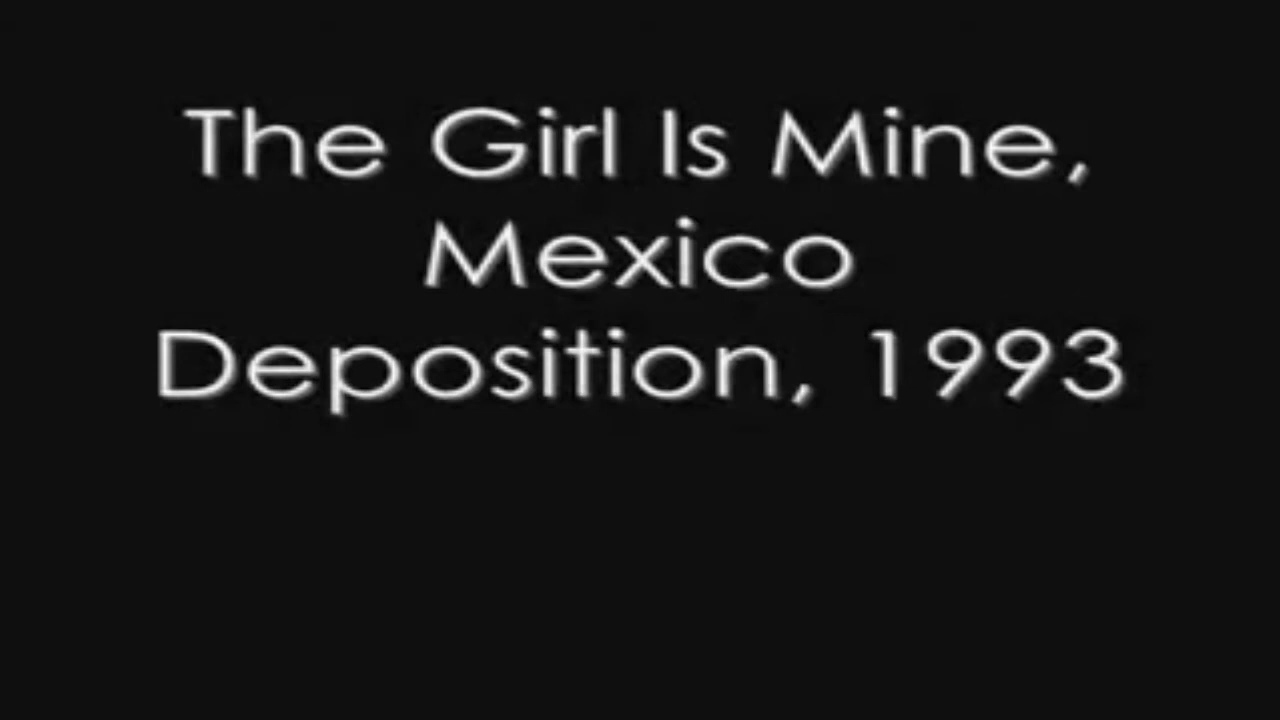 The Girl Is Mine,
Mexico
Deposition, 1993